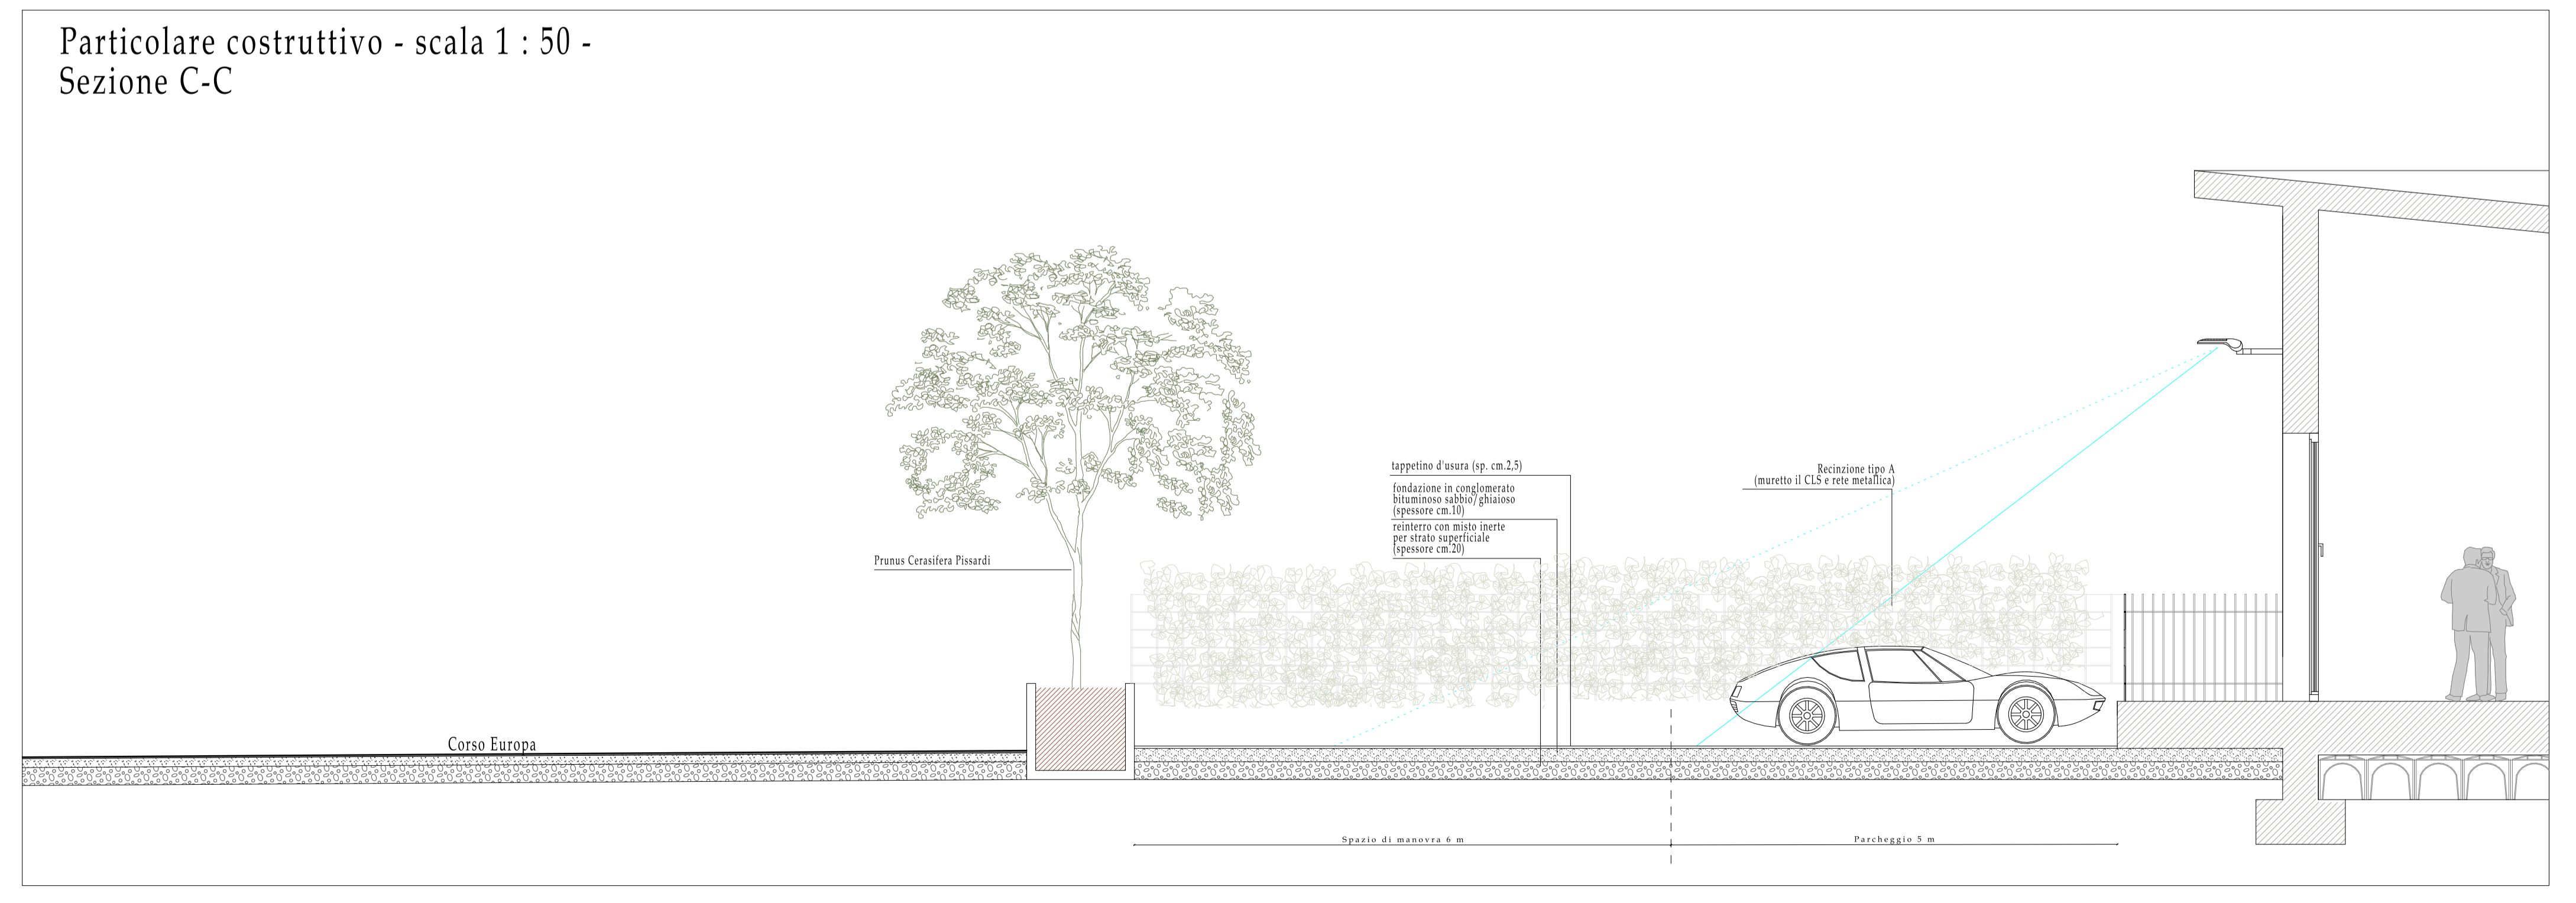 Particolare costruttivo - scala 1 : 50 -
Sezione C-C
tappetino d'usura (sp. cm.2,5)
fondazione in conglomerato
bituminoso sabbio/ghiaioso
(spessore cm.10)
reinterro con misto inerte
per strato superficiale
(spessore cm.20)
Recinzione tipo A
(muretto il CLS e rete metallica)
Prunus Cerasifera Pissardi
Corso Europa
Spazio di manovra 6 m
Parcheggio 5 m